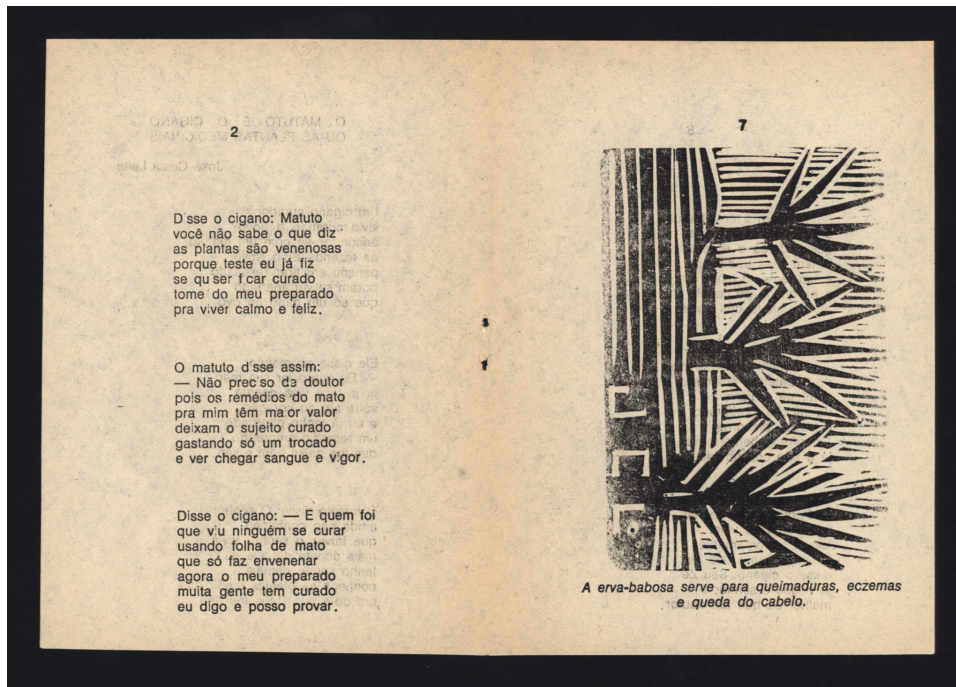 2
Disse o cigano: Matuto
você não sabe o que diz
as plantas são venenosas
porque teste eu já fiz
se quiser ficar curado
tome do meu preparado
pra viver calmo e feliz.
O matuto disse assim:
— Não preciso de doutor
pois os remédios do mato
pra mim têm maior valor
deixam o sujeito curado
gastando só um trocado
e ver chegar sangue e vigor.
Disse o cigano: — E quem foi
que viu ninguém se curar
usando folha de mato
que só faz envenenar
agora o meu preparado
muita gente tem curado
eu digo e posso provar.
7
A erva-babosa serve para queimaduras, eczemas
e queda do cabelo.